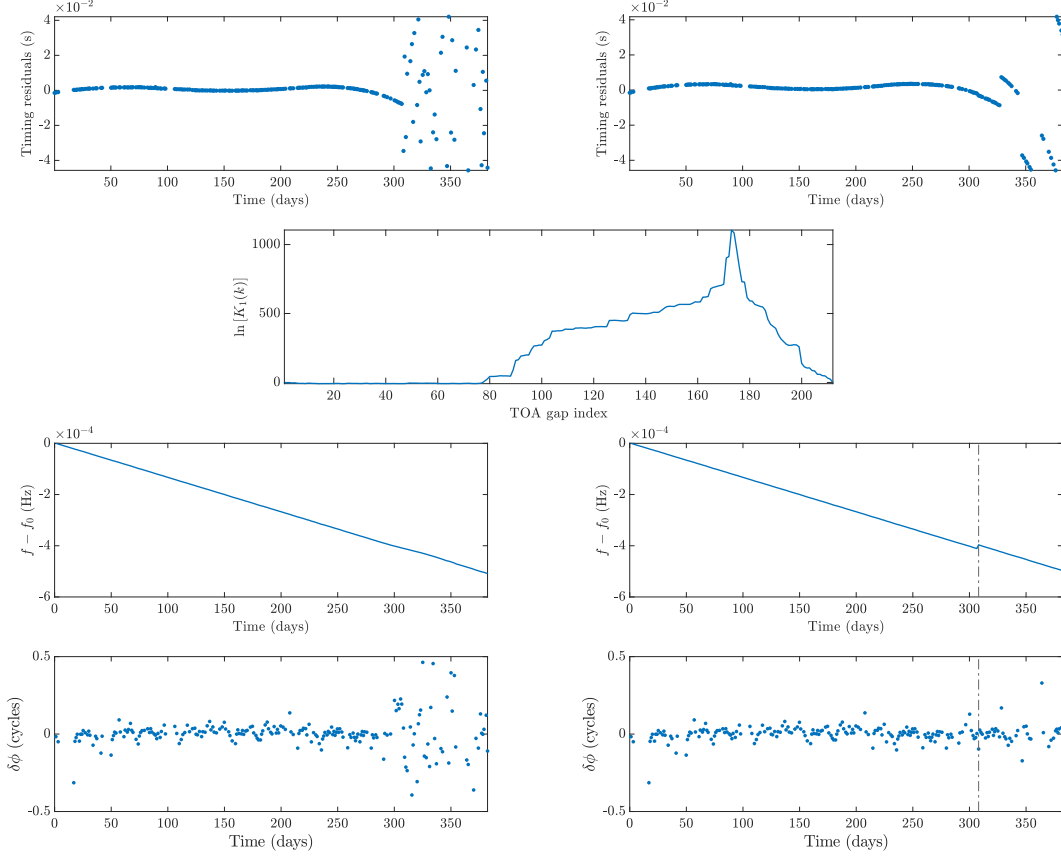 ×10⁻² ×10⁻²
Timing residuals (s) 4 2 0 -2 -4
50 100 150 200 250 300 350
Time (days)
Timing residuals (s) 4 2 0 -2 -4
50 100 150 200 250 300 350
Time (days)
ln [K₁(k)] 1000 500 0
20 40 60 80 100 120 140 160 180 200
TOA gap index
×10⁻⁴ ×10⁻⁴
f − f₀ (Hz) 0 -2 -4 -6
0 50 100 150 200 250 300 350
Time (days)
f − f₀ (Hz) 0 -2 -4 -6
0 50 100 150 200 250 300 350
Time (days)
δϕ (cycles) 0.5 0 -0.5
0 50 100 150 200 250 300 350
Time (days)
δϕ (cycles) 0.5 0 -0.5
0 50 100 150 200 250 300 350
Time (days)